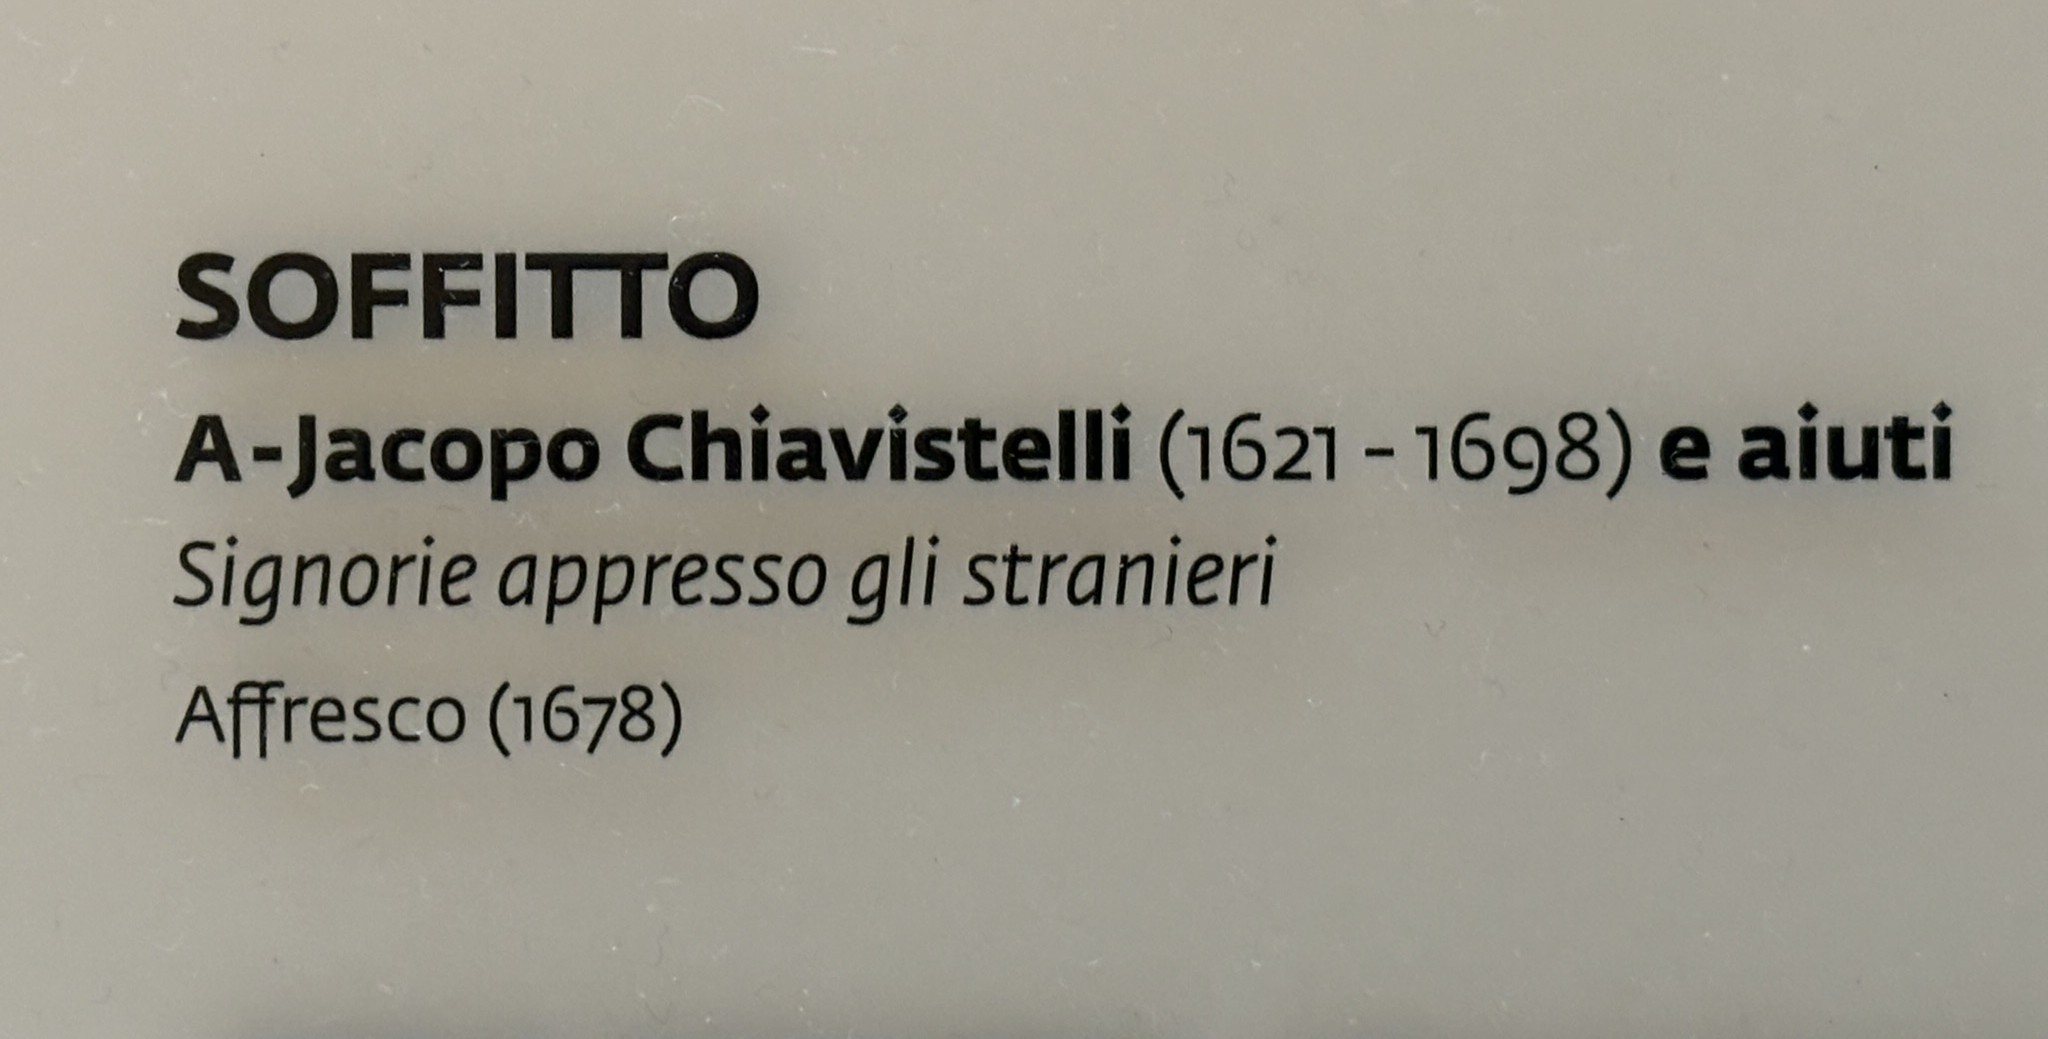 SOFFITTO
A-Jacopo Chiavistelli (1621 - 1698) e aiuti
Signorie appresso gli stranieri
Affresco (1678)